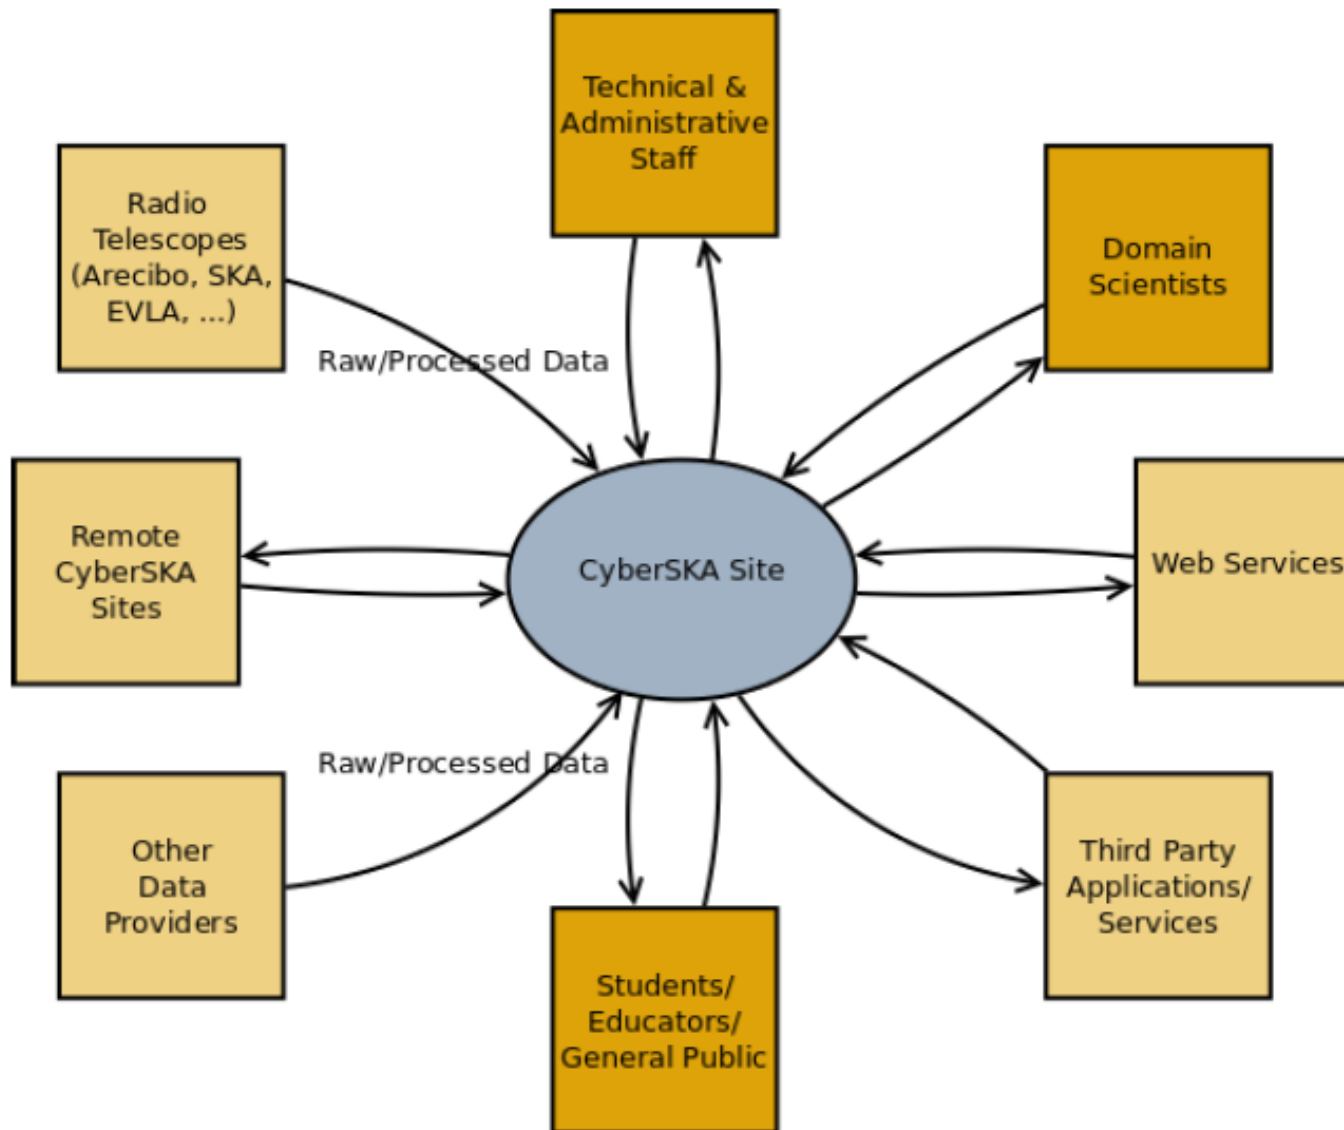 Technical &
Administrative
Staff
Radio
Telescopes
(Arecibo, SKA,
EVLA, ...)
Domain
Scientists
Raw/Processed Data
Remote
CyberSKA
Sites
CyberSKA Site
Web Services
Raw/Processed Data
Other
Data
Providers
Third Party
Applications/
Services
Students/
Educators/
General Public